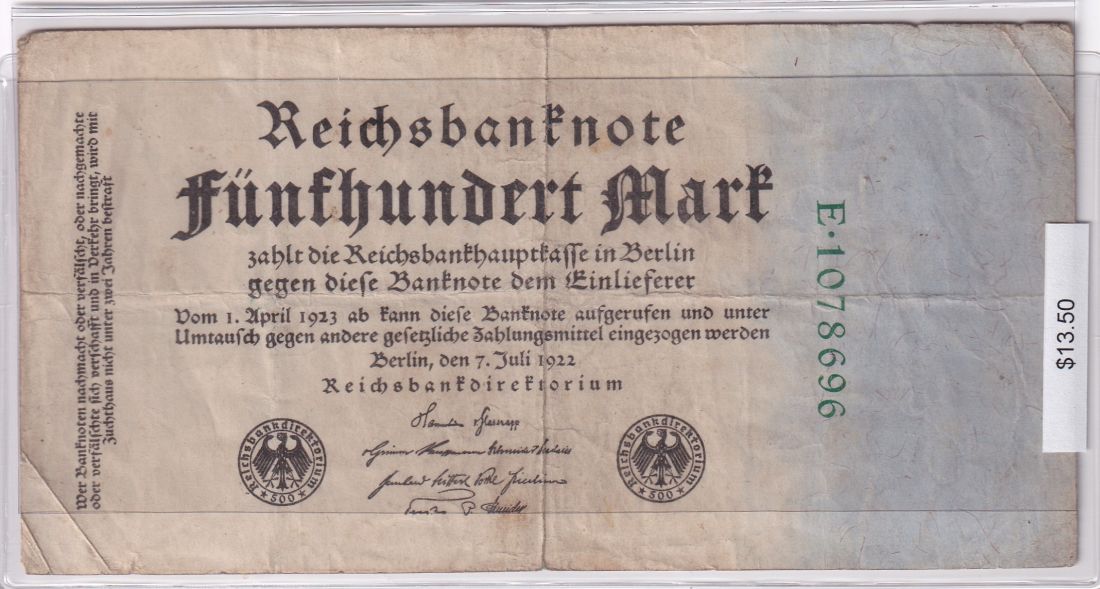 Reichsbanknote
Fünfhundert Mark
zahlt die Reichsbankhauptkasse in Berlin
gegen diese Banknote dem Einlieferer
Vom 1. April 1923 ab kann diese Banknote aufgerufen und unter
Umtausch gegen andere gesetzliche Zahlungsmittel eingezogen werden
Berlin, den 7. Juli 1922
Reichsbankdirektorium
Reichsbankdirektorium
500
Reichsbankdirektorium
500
Wer Banknoten nachmacht oder verfälscht, oder nachgemachte
oder verfälschte sich verschafft und in Verkehr bringt, wird mit
Zuchthaus nicht unter zwei Jahren bestraft
E·1078696
$13.50